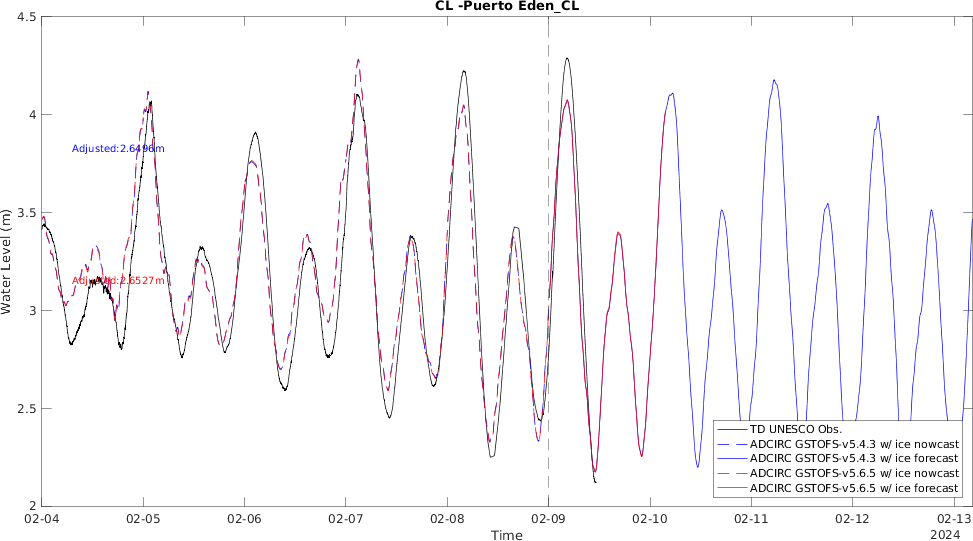 CL -Puerto Eden_CL
4.5
4
3.5
3
2.5
2
Water Level (m)
Adjusted:2.6496m
Adjusted:2.6527m
TD UNESCO Obs.
ADCIRC GSTOFS-v5.4.3 w/ ice nowcast
ADCIRC GSTOFS-v5.4.3 w/ ice forecast
ADCIRC GSTOFS-v5.6.5 w/ ice nowcast
ADCIRC GSTOFS-v5.6.5 w/ ice forecast
02-04 02-05 02-06 02-07 02-08 02-09 02-10 02-11 02-12 02-13
2024
Time